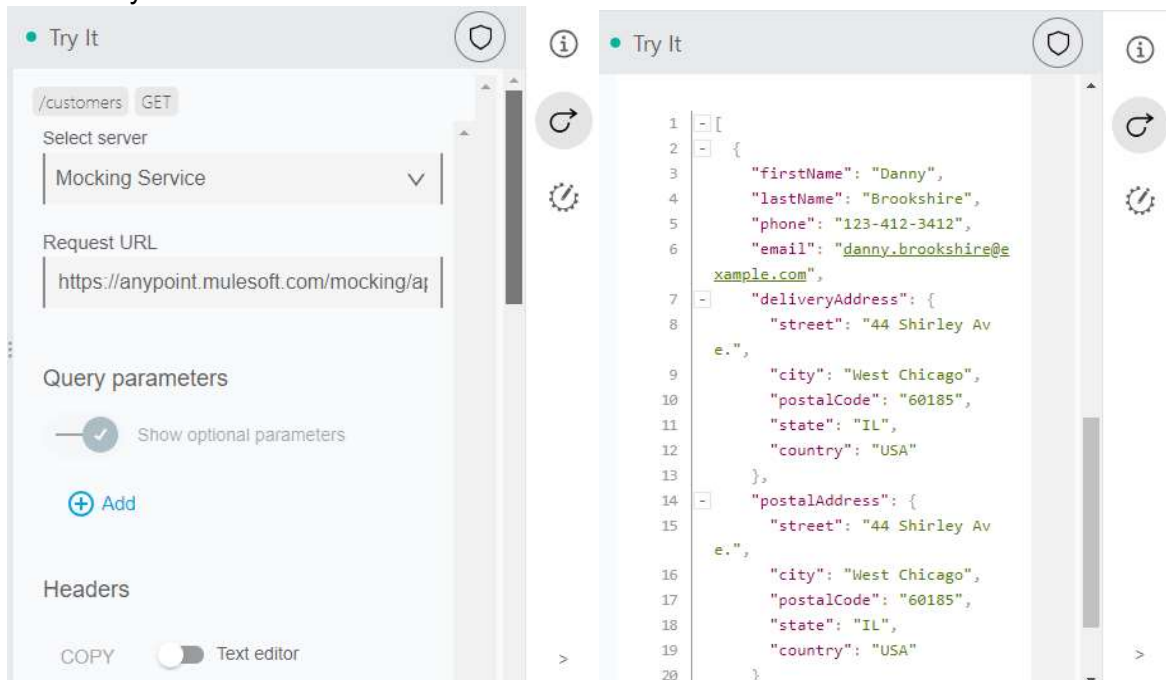 Try It
/customers GET
Select server
Mocking Service
Request URL
https://anypoint.mulesoft.com/mocking/ap
Query parameters
Show optional parameters
Add
Headers
COPY Text editor
>
Try It
1 - [
2 - {
3 "firstName": "Danny",
4 "lastName": "Brookshire",
5 "phone": "123-412-3412",
6 "email": "danny.brookshire@e
xample.com",
7 - "deliveryAddress": {
8 "street": "44 Shirley Av
e.",
9 "city": "West Chicago",
10 "postalCode": "60185",
11 "state": "IL",
12 "country": "USA"
13 },
14 - "postalAddress": {
15 "street": "44 Shirley Av
e.",
16 "city": "West Chicago",
17 "postalCode": "60185",
18 "state": "IL",
19 "country": "USA"
20 }
>